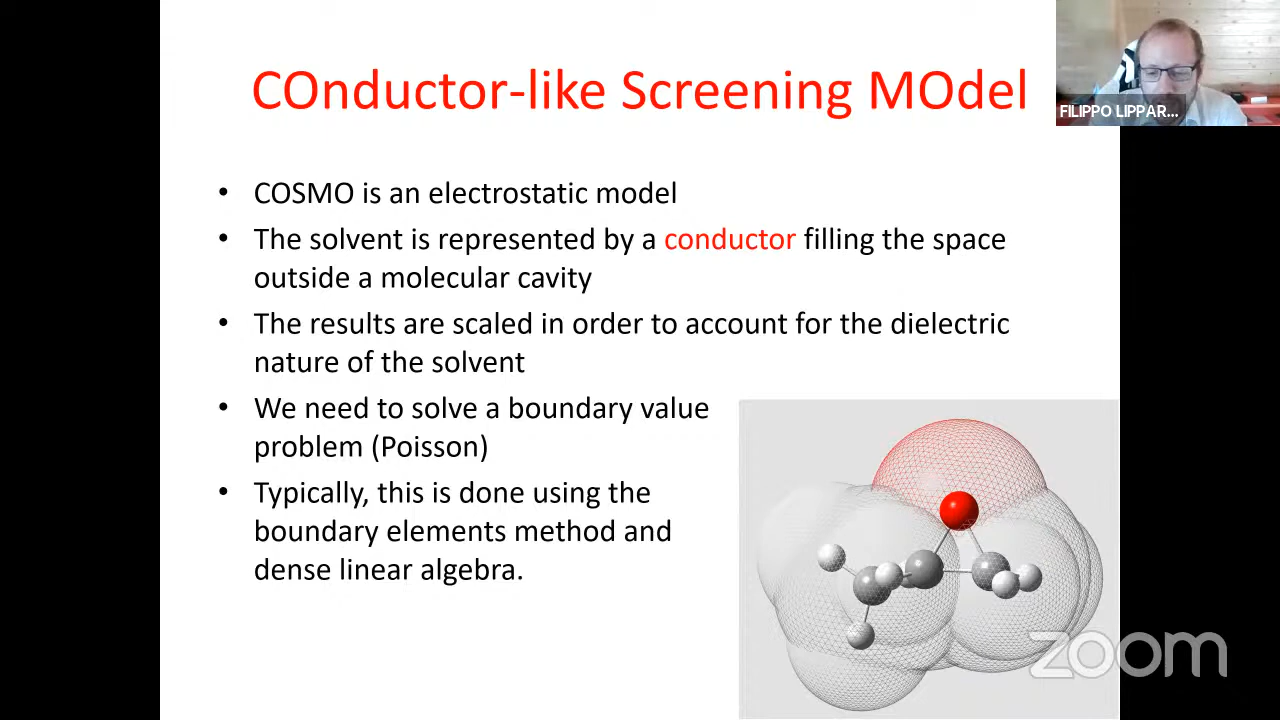 COnductor-like Screening MOdel
FILIPPO LIPPAR...
• COSMO is an electrostatic model
• The solvent is represented by a conductor filling the space
outside a molecular cavity
• The results are scaled in order to account for the dielectric
nature of the solvent
• We need to solve a boundary value
problem (Poisson)
• Typically, this is done using the
boundary elements method and
dense linear algebra.
zoom